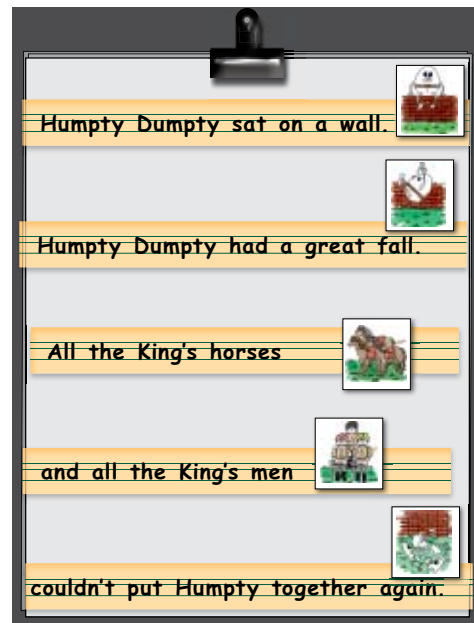 Humpty Dumpty sat on a wall.
Humpty Dumpty had a great fall.
All the King's horses
and all the King's men
couldn't put Humpty together again.